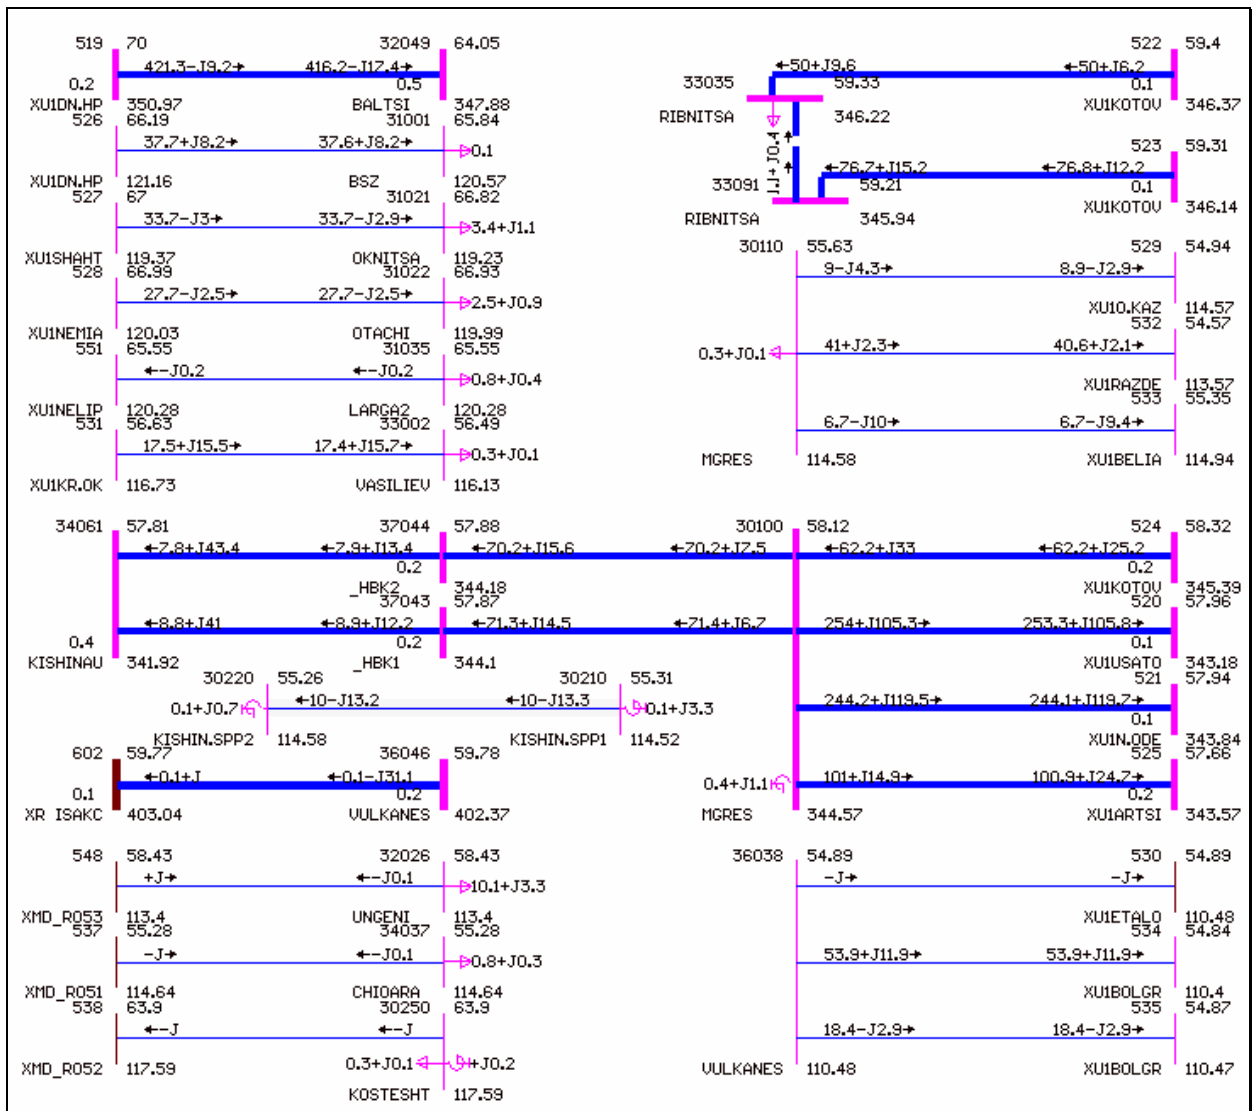 519 70 32049 64.05
421.3-J9.2 416.2-J17.4
0.2 0.5
XU1DN.HP 350.97 BALTSI 347.88
526 66.19 31001 65.84
37.7+J8.2 37.6+J8.2
0.1
XU1DN.HP 121.16 BSZ 120.57
527 67 31021 66.82
33.7-J3 33.7-J2.9
3.4+J1.1
XU1SHAHT 119.37 OKNITSA 119.23
528 66.99 31022 66.93
27.7-J2.5 27.7-J2.5
2.5+J0.9
XU1NEMIA 120.03 OTACHI 119.99
551 65.55 31035 65.55
-J0.2 -J0.2
0.8+J0.4
XU1NELIP 120.28 LARGA2 120.28
531 56.63 33002 56.49
17.5+J15.5 17.4+J15.7
0.3+J0.1
XU1KR.OK 116.73 VASILIEV 116.13
522 59.4
50+J9.6 50+J6.2
33035 59.33 0.1
RIBNITSA 346.22 XU1KOTOV 346.37
1.1+J0.4
523 59.31
76.7+J15.2 76.8+J12.2
33091 59.21 0.1
RIBNITSA 345.94 XU1KOTOV 346.14
30110 55.63 529 54.94
9-J4.3 8.9-J2.9
XU1O.KAZ 114.57
532 54.57
0.3+J0.1 41+J2.3 40.6+J2.1
XU1RAZDE 113.57
533 55.35
6.7-J10 6.7-J9.4
MGRES 114.58 XU1BELIA 114.94
34061 57.81 37044 57.88 30100 58.12 524 58.32
7.8+J43.4 7.9+J13.4 70.2+J15.6 70.2+J7.5 62.2+J33 62.2+J25.2
0.2 0.2
_HBK2 344.18 XU1KOTOV 345.39
37043 57.87 520 57.96
8.8+J41 8.9+J12.2 71.3+J14.5 71.4+J6.7 254+J105.3 253.3+J105.8
0.4 0.2 0.1
KISHINAU 341.92 _HBK1 344.1 XU1USATO 343.18
30220 55.26 30210 55.31 521 57.94
0.1+J0.7 10-J13.2 10-J13.3 0.1+J3.3 244.2+J119.5 244.1+J119.7
0.1
KISHIN.SPP2 114.58 KISHIN.SPP1 114.52 XU1N.ODE 343.84
602 59.77 36046 59.78 525 57.66
0.1+J 0.1-J31.1 0.4+J1.1 101+J14.9 100.9+J24.7
0.1 0.2 0.2
XR ISAKC 403.04 VULKANES 402.37 MGRES 344.57 XU1ARTSI 343.57
548 58.43 32026 58.43
+J -J0.1
10.1+J3.3
XMD_RO53 113.4 UNGENI 113.4
537 55.28 34037 55.28
-J -J0.1
0.8+J0.3
XMD_RO51 114.64 CHIOARA 114.64
538 63.9 30250 63.9
-J -J
0.3+J0.1 +J0.2
XMD_RO52 117.59
KOSTESHT 117.59
36038 54.89 530 54.89
-J -J
XU1ETALO 110.48
534 54.84
53.9+J11.9 53.9+J11.9
XU1BOLGR 110.4
535 54.87
18.4-J2.9 18.4-J2.9
VULKANES 110.48 XU1BOLGR 110.47